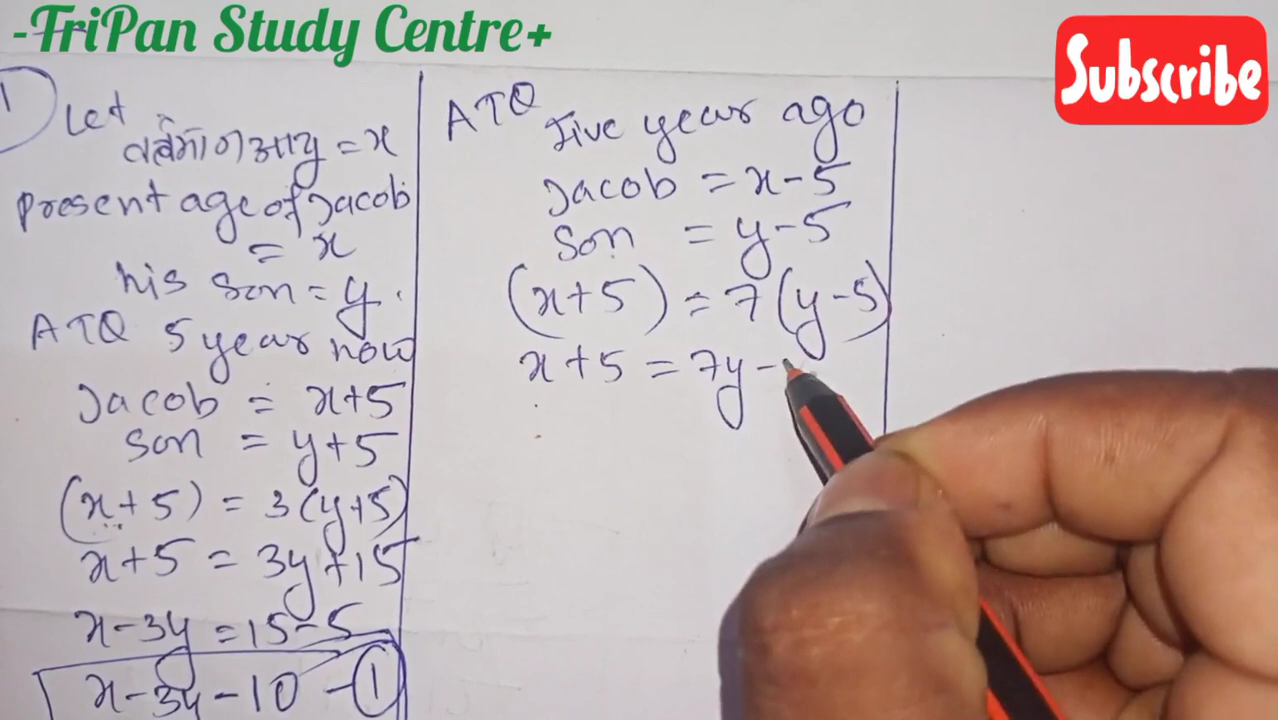 -TriPan Study Centre+
Subscribe
1) Let
वर्तमान आयु = x
Present age of Jacob
= x
his son = y.
ATQ 5 year now
Jacob = x+5
Son = y+5
(x+5) = 3(y+5)
x+5 = 3y+15
x-3y = 15-5
x-3y-10 -①
ATQ
Five year ago
Jacob = x-5
Son = y-5
(x+5) = 7(y-5)
x+5 = 7y-